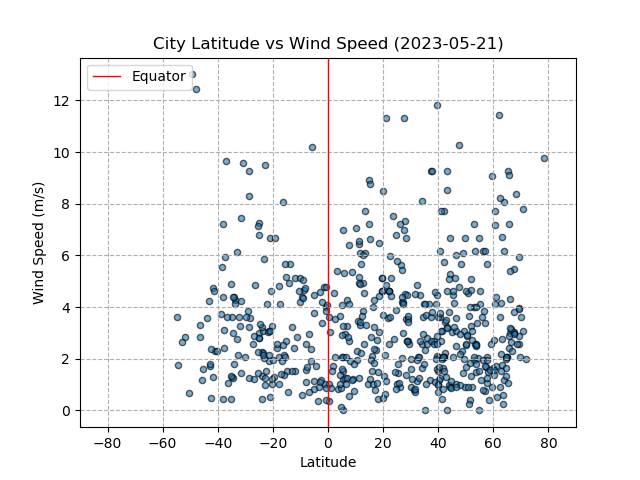 City Latitude vs Wind Speed (2023-05-21)
Equator
12
10
8
6
4
2
0
Wind Speed (m/s)
−80 −60 −40 −20 0 20 40 60 80
Latitude